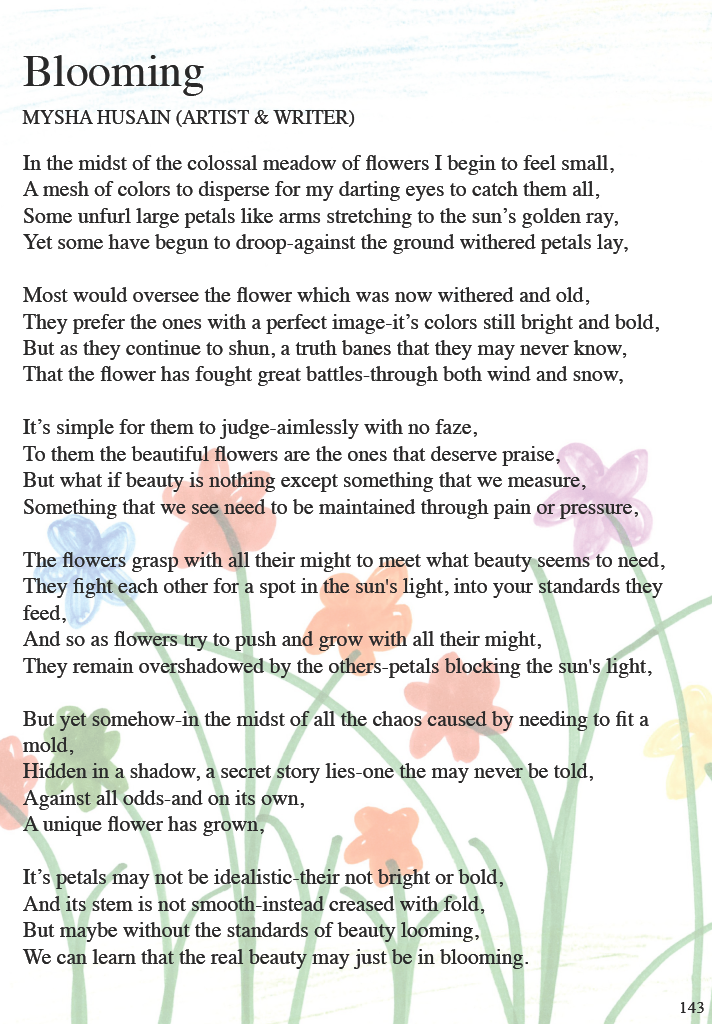 Blooming
MYSHA HUSAIN (ARTIST & WRITER)
In the midst of the colossal meadow of flowers I begin to feel small,
A mesh of colors to disperse for my darting eyes to catch them all,
Some unfurl large petals like arms stretching to the sun’s golden ray,
Yet some have begun to droop-against the ground withered petals lay,
Most would oversee the flower which was now withered and old,
They prefer the ones with a perfect image-it’s colors still bright and bold,
But as they continue to shun, a truth banes that they may never know,
That the flower has fought great battles-through both wind and snow,
It’s simple for them to judge-aimlessly with no faze,
To them the beautiful flowers are the ones that deserve praise,
But what if beauty is nothing except something that we measure,
Something that we see need to be maintained through pain or pressure,
The flowers grasp with all their might to meet what beauty seems to need,
They fight each other for a spot in the sun's light, into your standards they
feed,
And so as flowers try to push and grow with all their might,
They remain overshadowed by the others-petals blocking the sun's light,
But yet somehow-in the midst of all the chaos caused by needing to fit a
mold,
Hidden in a shadow, a secret story lies-one the may never be told,
Against all odds-and on its own,
A unique flower has grown,
It’s petals may not be idealistic-their not bright or bold,
And its stem is not smooth-instead creased with fold,
But maybe without the standards of beauty looming,
We can learn that the real beauty may just be in blooming.
143